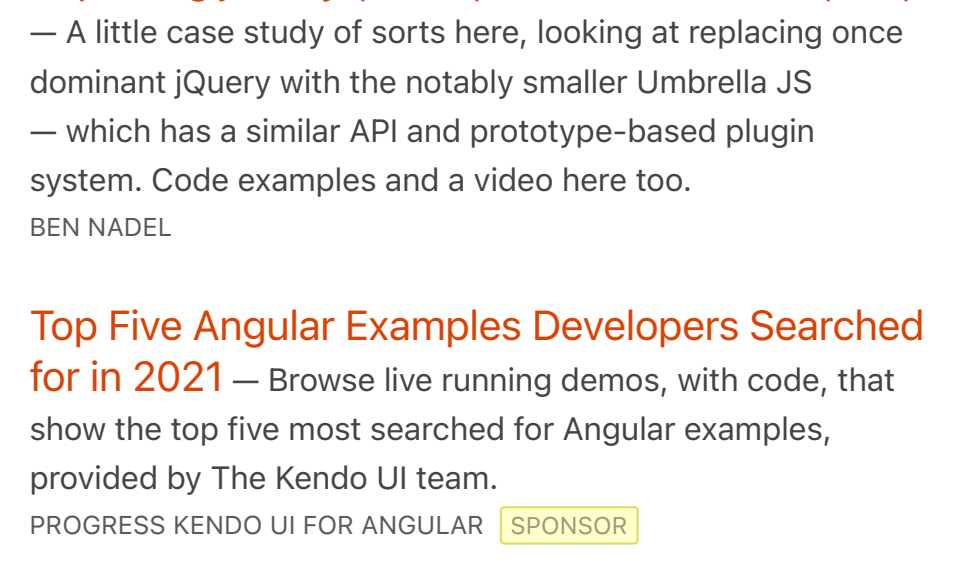 — A little case study of sorts here, looking at replacing once
dominant jQuery with the notably smaller Umbrella JS
— which has a similar API and prototype-based plugin
system. Code examples and a video here too.
BEN NADEL
Top Five Angular Examples Developers Searched
for in 2021 — Browse live running demos, with code, that
show the top five most searched for Angular examples,
provided by The Kendo UI team.
PROGRESS KENDO UI FOR ANGULAR SPONSOR